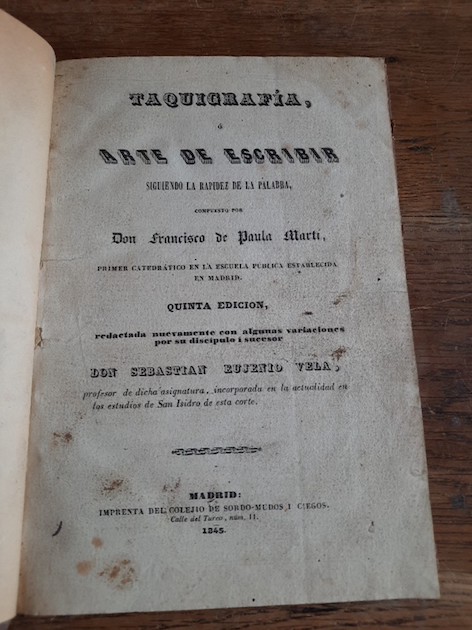 TAQUIGRAFÍA,
ó
ARTE DE ESCRIBIR
SIGUIENDO LA RAPIDEZ DE LA PALABRA,
COMPUESTO POR
Don Francisco de Paula Martí,
PRIMER CATEDRÁTICO EN LA ESCUELA PÚBLICA ESTABLECIDA
EN MADRID.
QUINTA EDICION,
redactada nuevamente con algunas variaciones
por su discípulo i sucesor
DON SEBASTIAN EUJENIO VELA,
profesor de dicha asignatura, incorporada en la actualidad en
los estudios de San Isidro de esta corte.
MADRID:
IMPRENTA DEL COLEJIO DE SORDO-MUDOS I CIEGOS.
Calle del Turco, núm. 11.
1845.